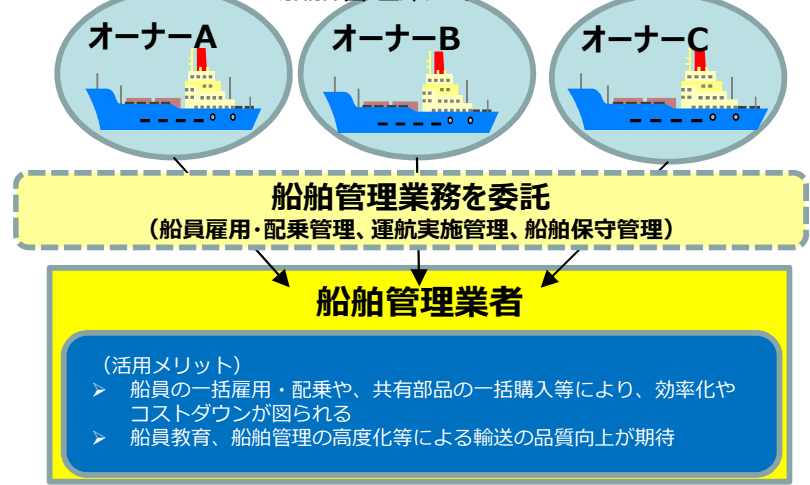 オーナーA
オーナーB
オーナーC
船舶管理業務を委託
（船員雇用・配乗管理、運航実施管理、船舶保守管理）
船舶管理業者
（活用メリット）
➢ 船員の一括雇用・配乗や、共有部品の一括購入等により、効率化や
コストダウンが図られる
➢ 船員教育、船舶管理の高度化等による輸送の品質向上が期待